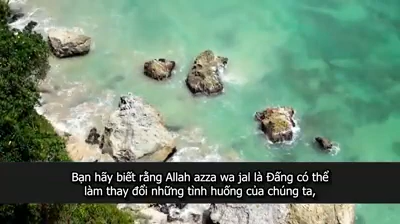 Bạn hãy biết rằng Allah azza wa jal là Đấng có thể
làm thay đổi những tình huống của chúng ta,